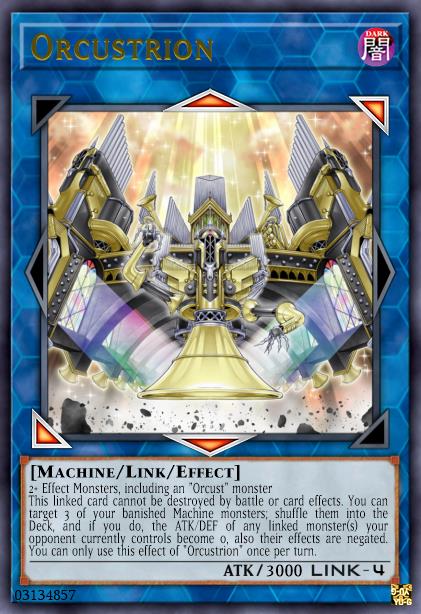 ORCUSTRION
DARK
闇
[MACHINE/LINK/EFFECT]
2+ Effect Monsters, including an "Orcust" monster
This linked card cannot be destroyed by battle or card effects. You can
target 3 of your banished Machine monsters; shuffle them into the
Deck, and if you do, the ATK/DEF of any linked monster(s) your
opponent currently controls become 0, also their effects are negated.
You can only use this effect of "Orcustrion" once per turn.
ATK/3000 LINK-4
03134857